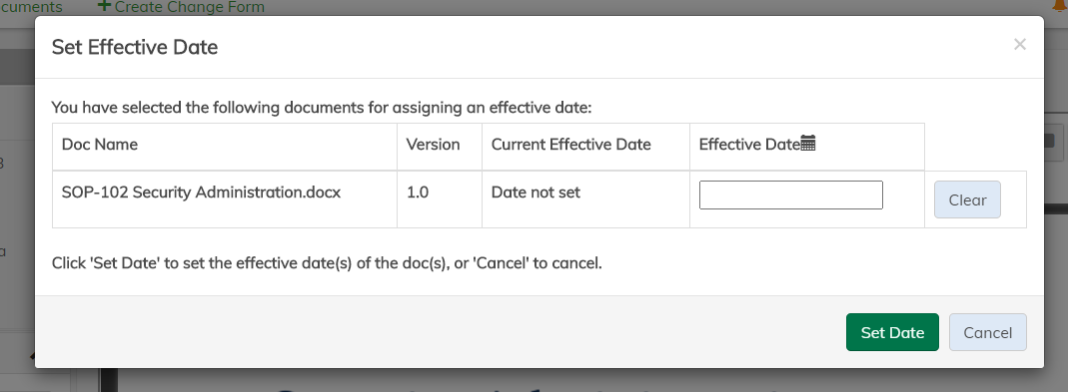 cuments + Create Change Form
Set Effective Date ×
You have selected the following documents for assigning an effective date:
Doc Name Version Current Effective Date Effective Date
SOP-102 Security Administration.docx 1.0 Date not set Clear
Click 'Set Date' to set the effective date(s) of the doc(s), or 'Cancel' to cancel.
Set Date Cancel